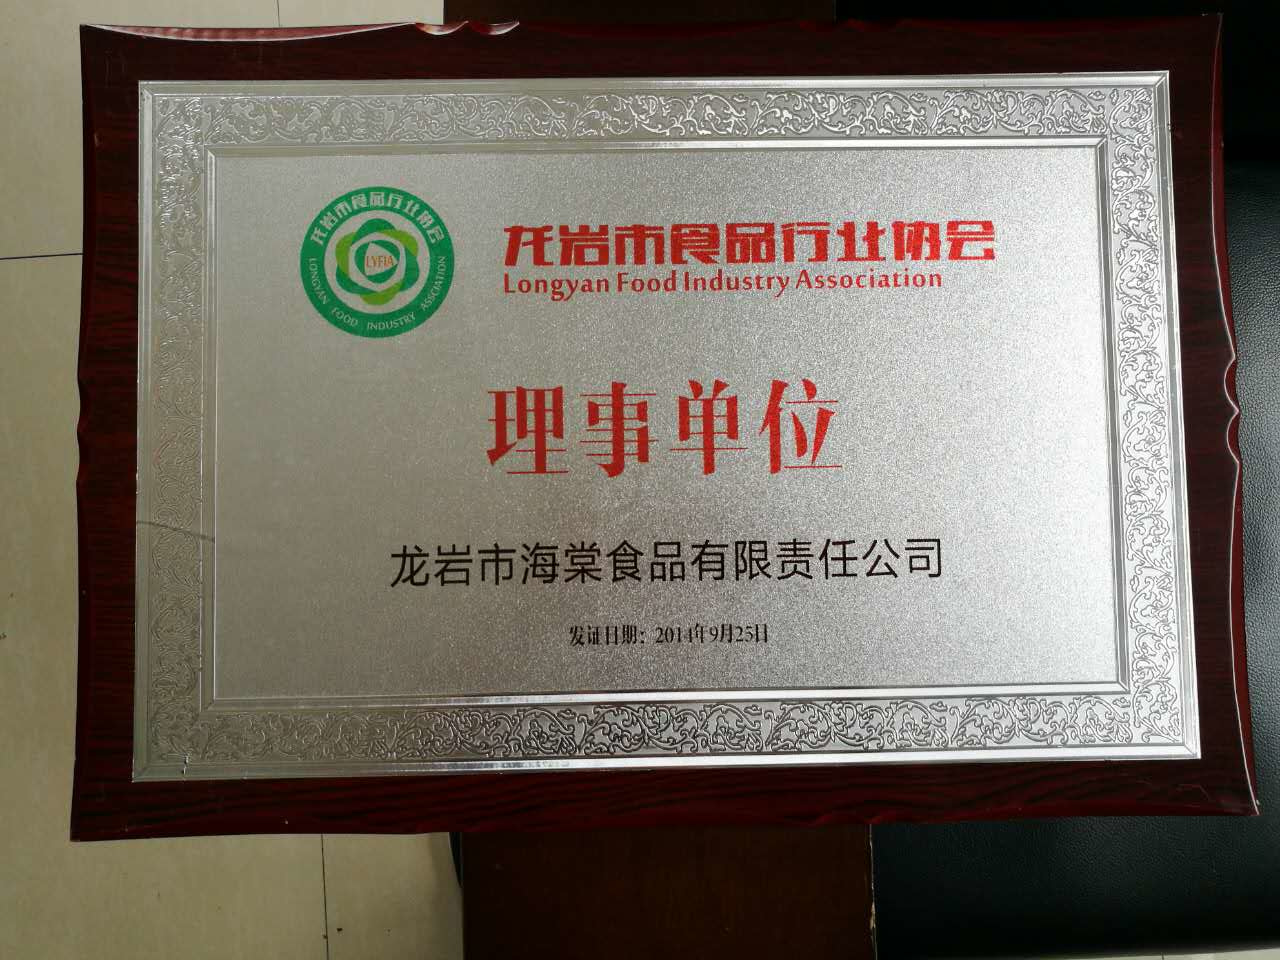 龙岩市食品行业协会
LYFIA
LONGYAN FOOD INDUSTRY ASSCIATION
龙岩市食品行业协会
Longyan Food Industry Association
理事单位
龙岩市海棠食品有限责任公司
发证日期：2014年9月25日